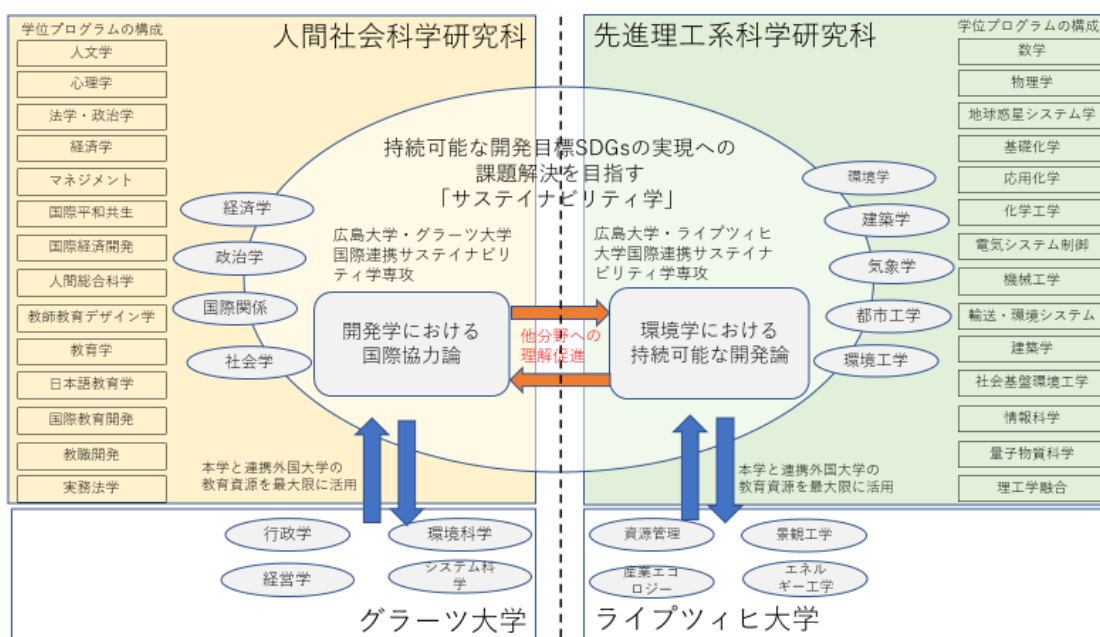 学位プログラムの構成
人間社会科学研究科
人文学
心理学
法学・政治学
経済学
マネジメント
国際平和共生
国際経済開発
人間総合科学
教師教育デザイン学
教育学
日本語教育学
国際教育開発
教職開発
実務法学
先進理工系科学研究科
学位プログラムの構成
数学
物理学
地球惑星システム学
基礎化学
応用化学
化学工学
電気システム制御
機械工学
輸送・環境システム
建築学
社会基盤環境工学
情報科学
量子物質科学
理工学融合
持続可能な開発目標SDGsの実現への
課題解決を目指す
「サステイナビリティ学」
経済学
政治学
国際関係
社会学
広島大学・グラーツ大学
国際連携サステイナビリ
ティ学専攻
開発学における
国際協力論
他分野への
理解促進
広島大学・ライプツィヒ
大学国際連携サステイナ
ビリティ学専攻
環境学における
持続可能な開発論
環境学
建築学
気象学
都市工学
環境工学
本学と連携外国大学の
教育資源を最大限に活用
本学と連携外国大学の
教育資源を最大限に活用
行政学
環境科学
経営学
システム科
学
グラーツ大学
資源管理
景観工学
産業エコ
ロジー
エネル
ギー工学
ライプツィヒ大学